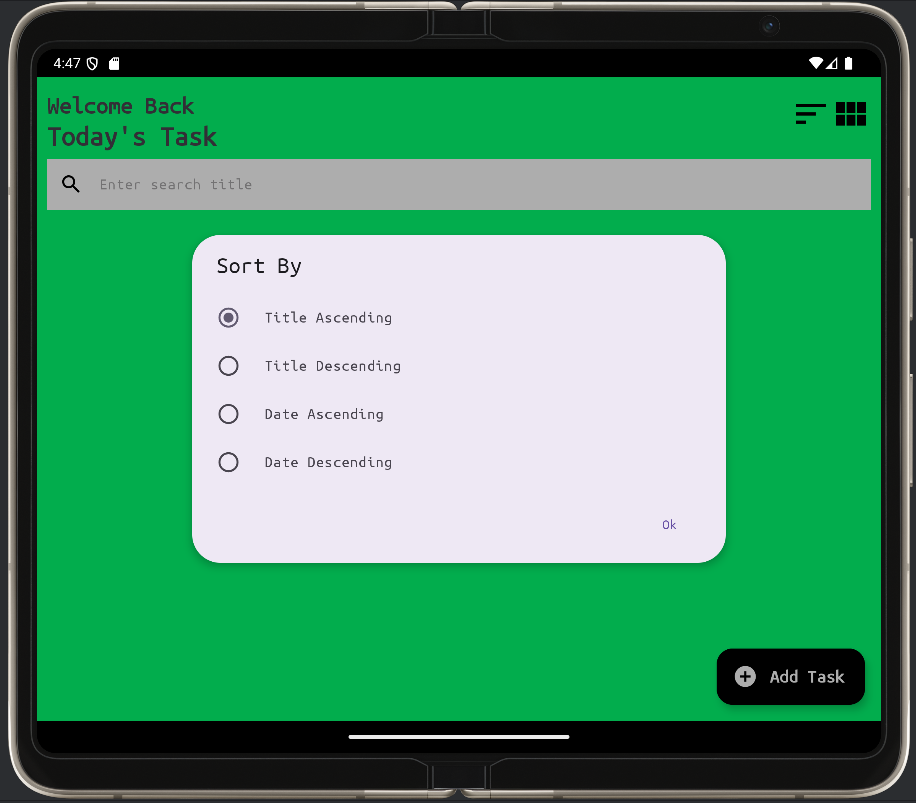 4:47
Welcome Back
Today's Task
Enter search title
Sort By
Title Ascending
Title Descending
Date Ascending
Date Descending
Ok
Add Task